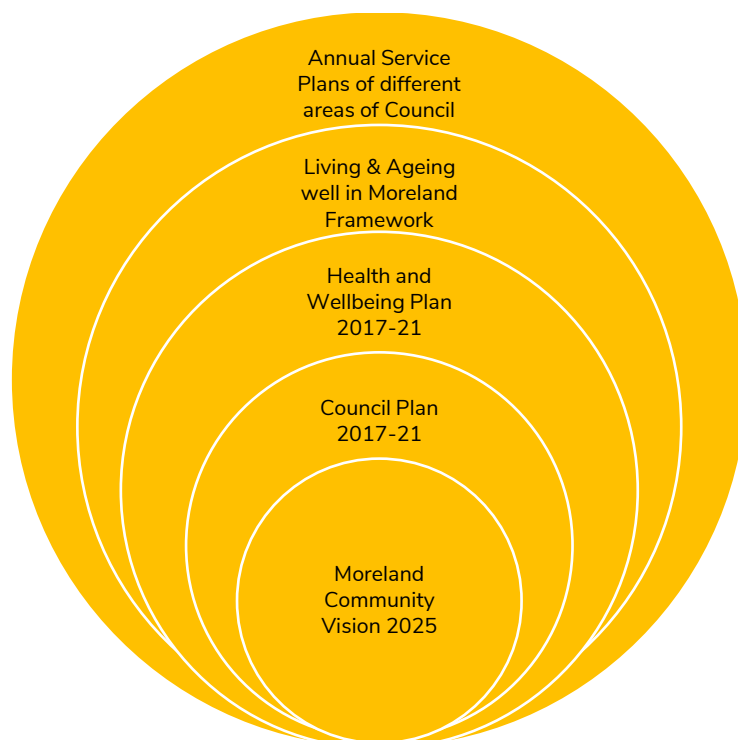 Annual Service
Plans of different
areas of Council
Living & Ageing
well in Moreland
Framework
Health and
Wellbeing Plan
2017-21
Council Plan
2017-21
Moreland
Community
Vision 2025